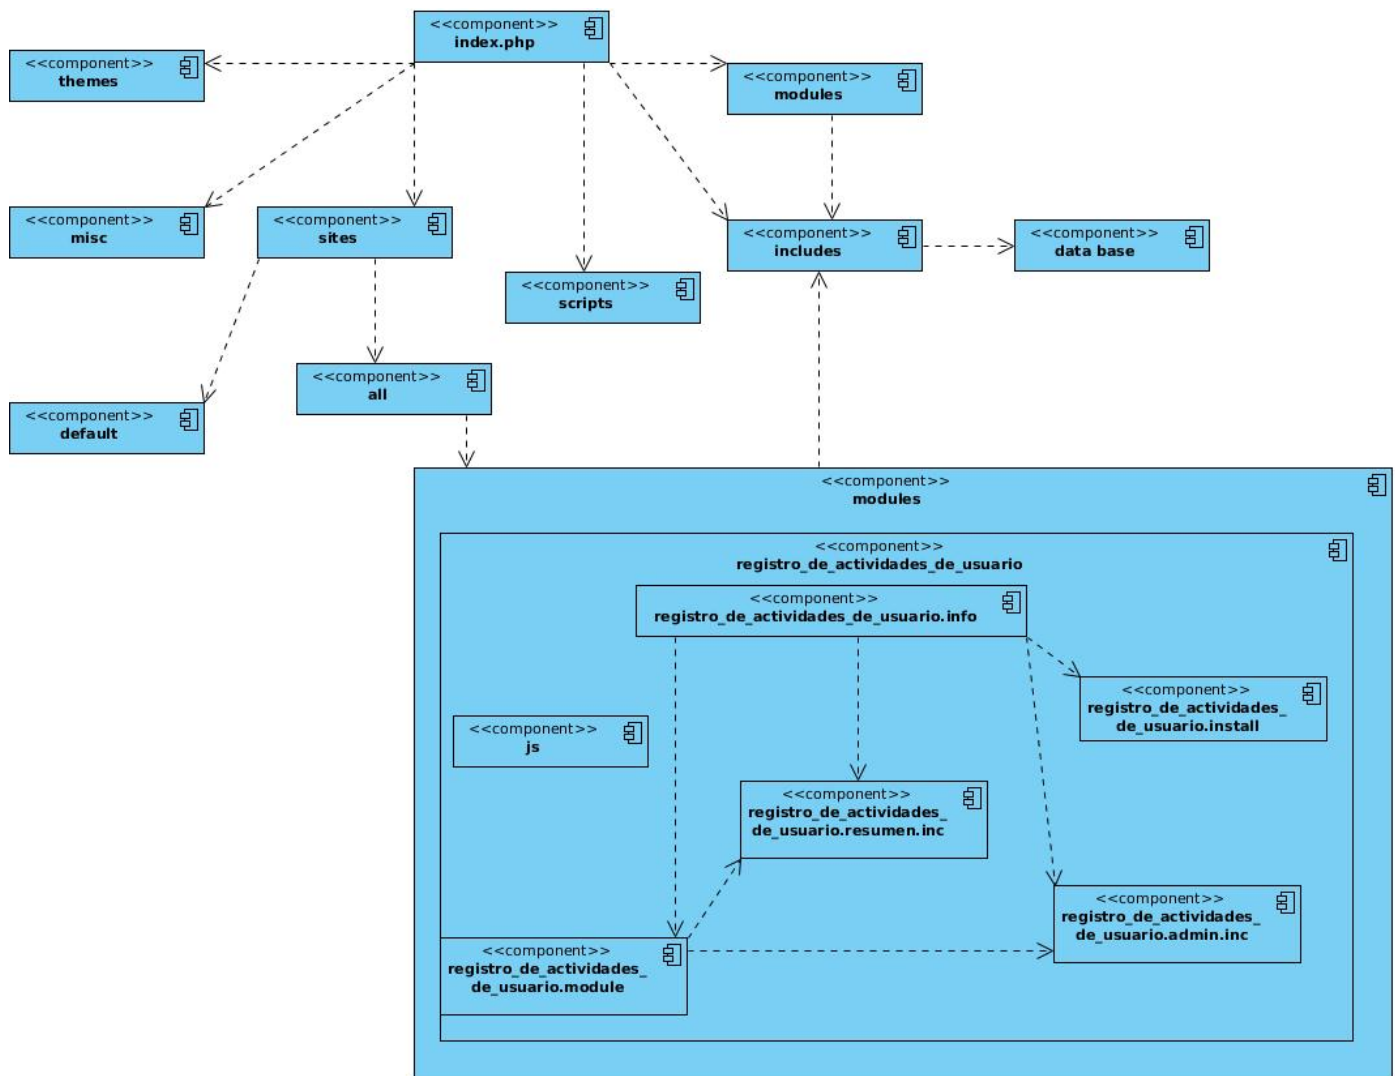 <<component>>
index.php
<<component>>
themes
<<component>>
modules
<<component>>
misc
<<component>>
sites
<<component>>
includes
<<component>>
data base
<<component>>
scripts
<<component>>
all
<<component>>
default
<<component>>
modules
<<component>>
registro_de_actividades_de_usuario
<<component>>
registro_de_actividades_de_usuario.info
<<component>>
registro_de_actividades_
de_usuario.install
<<component>>
js
<<component>>
registro_de_actividades_
de_usuario.resumen.inc
<<component>>
registro_de_actividades_
de_usuario.admin.inc
<<component>>
registro_de_actividades_
de_usuario.module